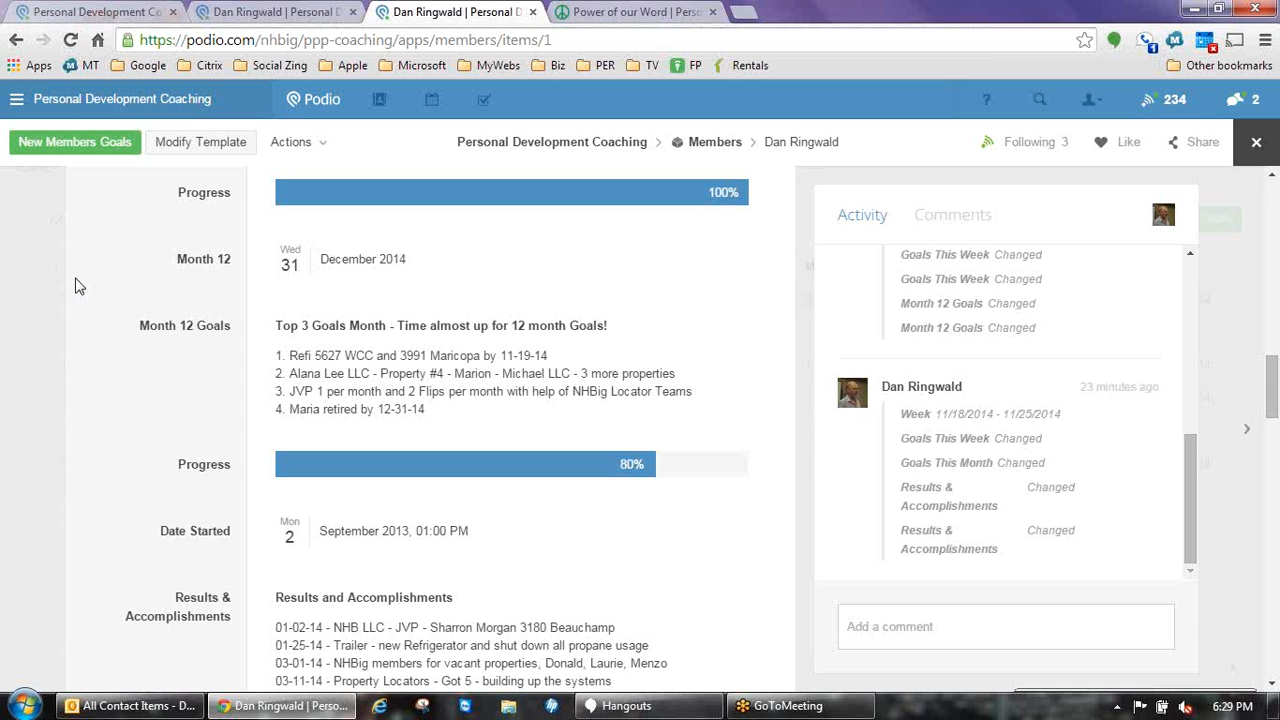 Personal Development Co
Dan Ringwald | Personal D
Dan Ringwald | Personal D
Power of our Word | Perso
https://podio.com/nhbig/ppp-coaching/apps/members/items/1
Apps
MT
Google
Citrix
Social Zing
Apple
Microsoft
MyWebs
Biz
PER
TV
FP
Rentals
Other bookmarks
Personal Development Coaching
Podio
?
234
2
New Members Goals
Modify Template
Actions
Personal Development Coaching
Members
Dan Ringwald
Following 3
Like
Share
Progress
100%
Month 12
Wed
31
December 2014
Month 12 Goals
Top 3 Goals Month - Time almost up for 12 month Goals!
1. Refi 5627 WCC and 3991 Maricopa by 11-19-14
2. Alana Lee LLC - Property #4 - Marion - Michael LLC - 3 more properties
3. JVP 1 per month and 2 Flips per month with help of NHBig Locator Teams
4. Maria retired by 12-31-14
Progress
80%
Date Started
Mon
2
September 2013, 01:00 PM
Results &
Accomplishments
Results and Accomplishments
01-02-14 - NHB LLC - JVP - Sharron Morgan 3180 Beauchamp
01-25-14 - Trailer - new Refrigerator and shut down all propane usage
03-01-14 - NHBig members for vacant properties, Donald, Laurie, Menzo
03-11-14 - Property Locators - Got 5 - building up the systems
Activity
Comments
Goals This Week Changed
Goals This Week Changed
Month 12 Goals Changed
Month 12 Goals Changed
Dan Ringwald
23 minutes ago
Week 11/18/2014 - 11/25/2014
Goals This Week Changed
Goals This Month Changed
Results & Changed
Accomplishments
Results & Changed
Accomplishments
Add a comment
All Contact Items - D...
Dan Ringwald | Perso...
Hangouts
GoToMeeting
6:29 PM